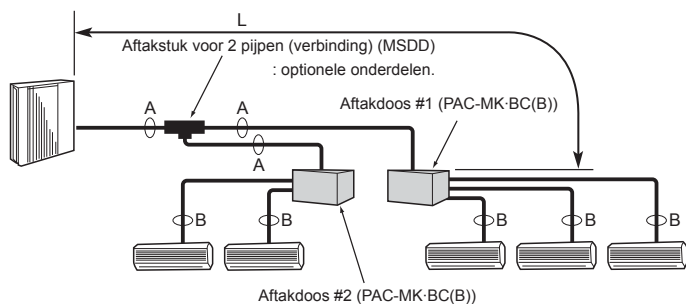 L
Aftakstuk voor 2 pijpen (verbinding) (MSDD)
: optionele onderdelen.
Aftakdoos #1 (PAC-MK·BC(B))
A
A
A
B
B
B
B
B
Aftakdoos #2 (PAC-MK·BC(B))